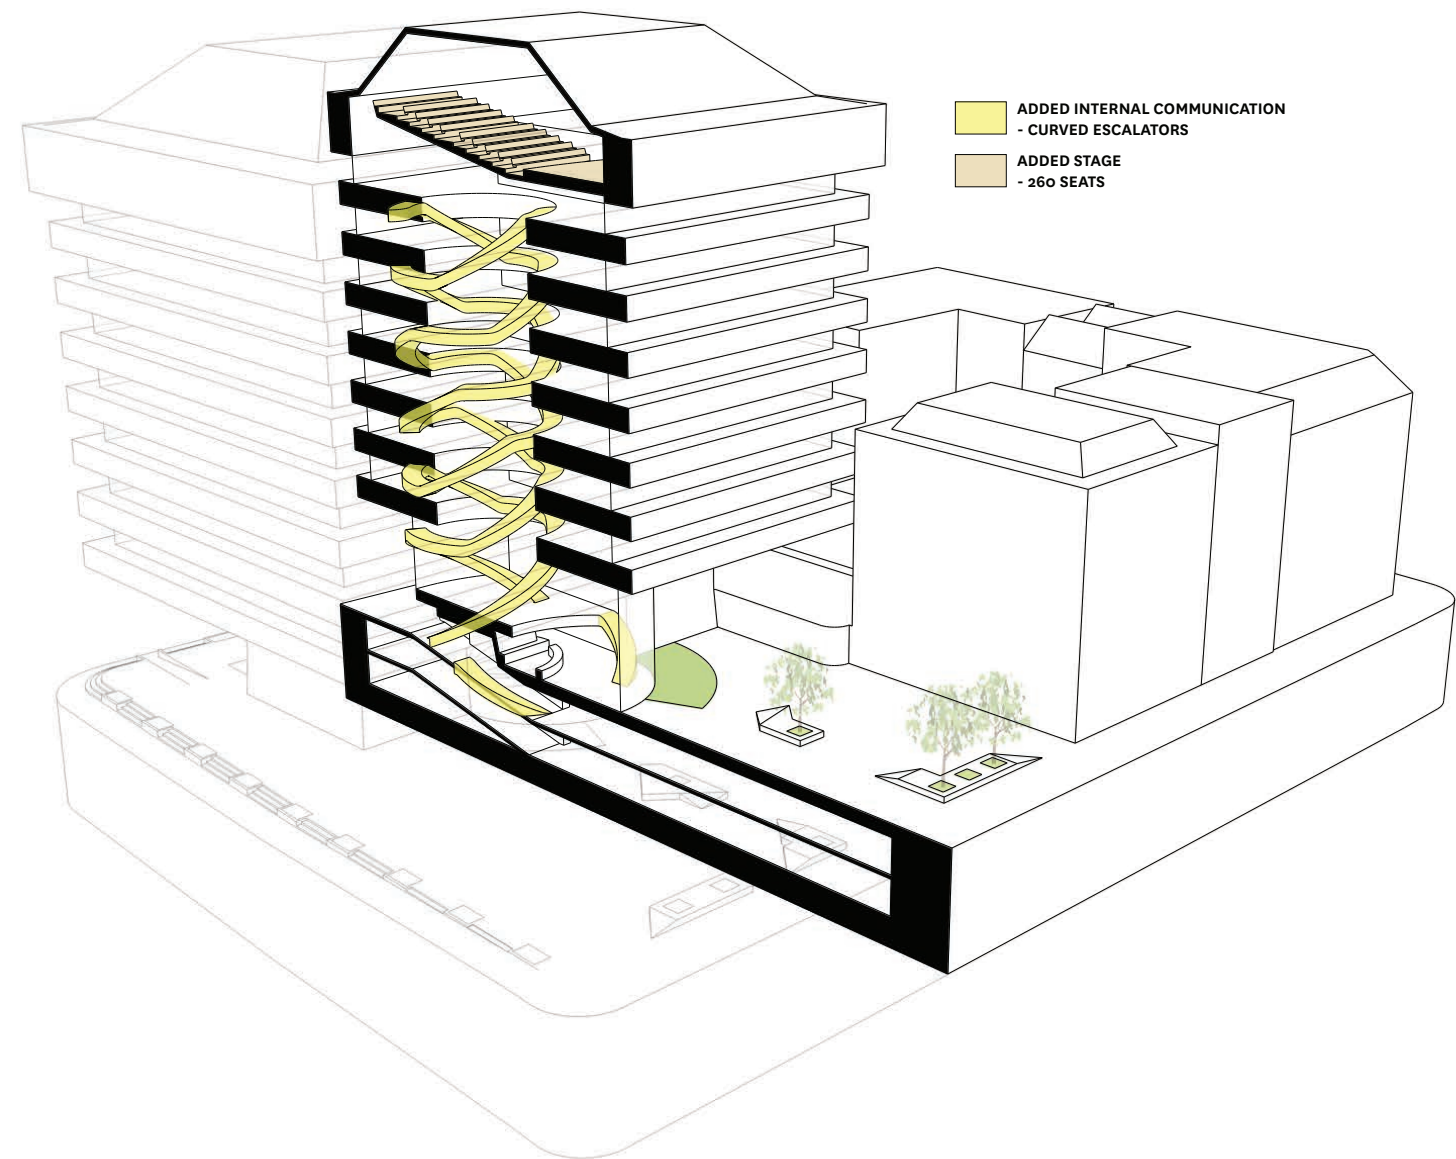 ADDED INTERNAL COMMUNICATION
- CURVED ESCALATORS
ADDED STAGE
- 260 SEATS